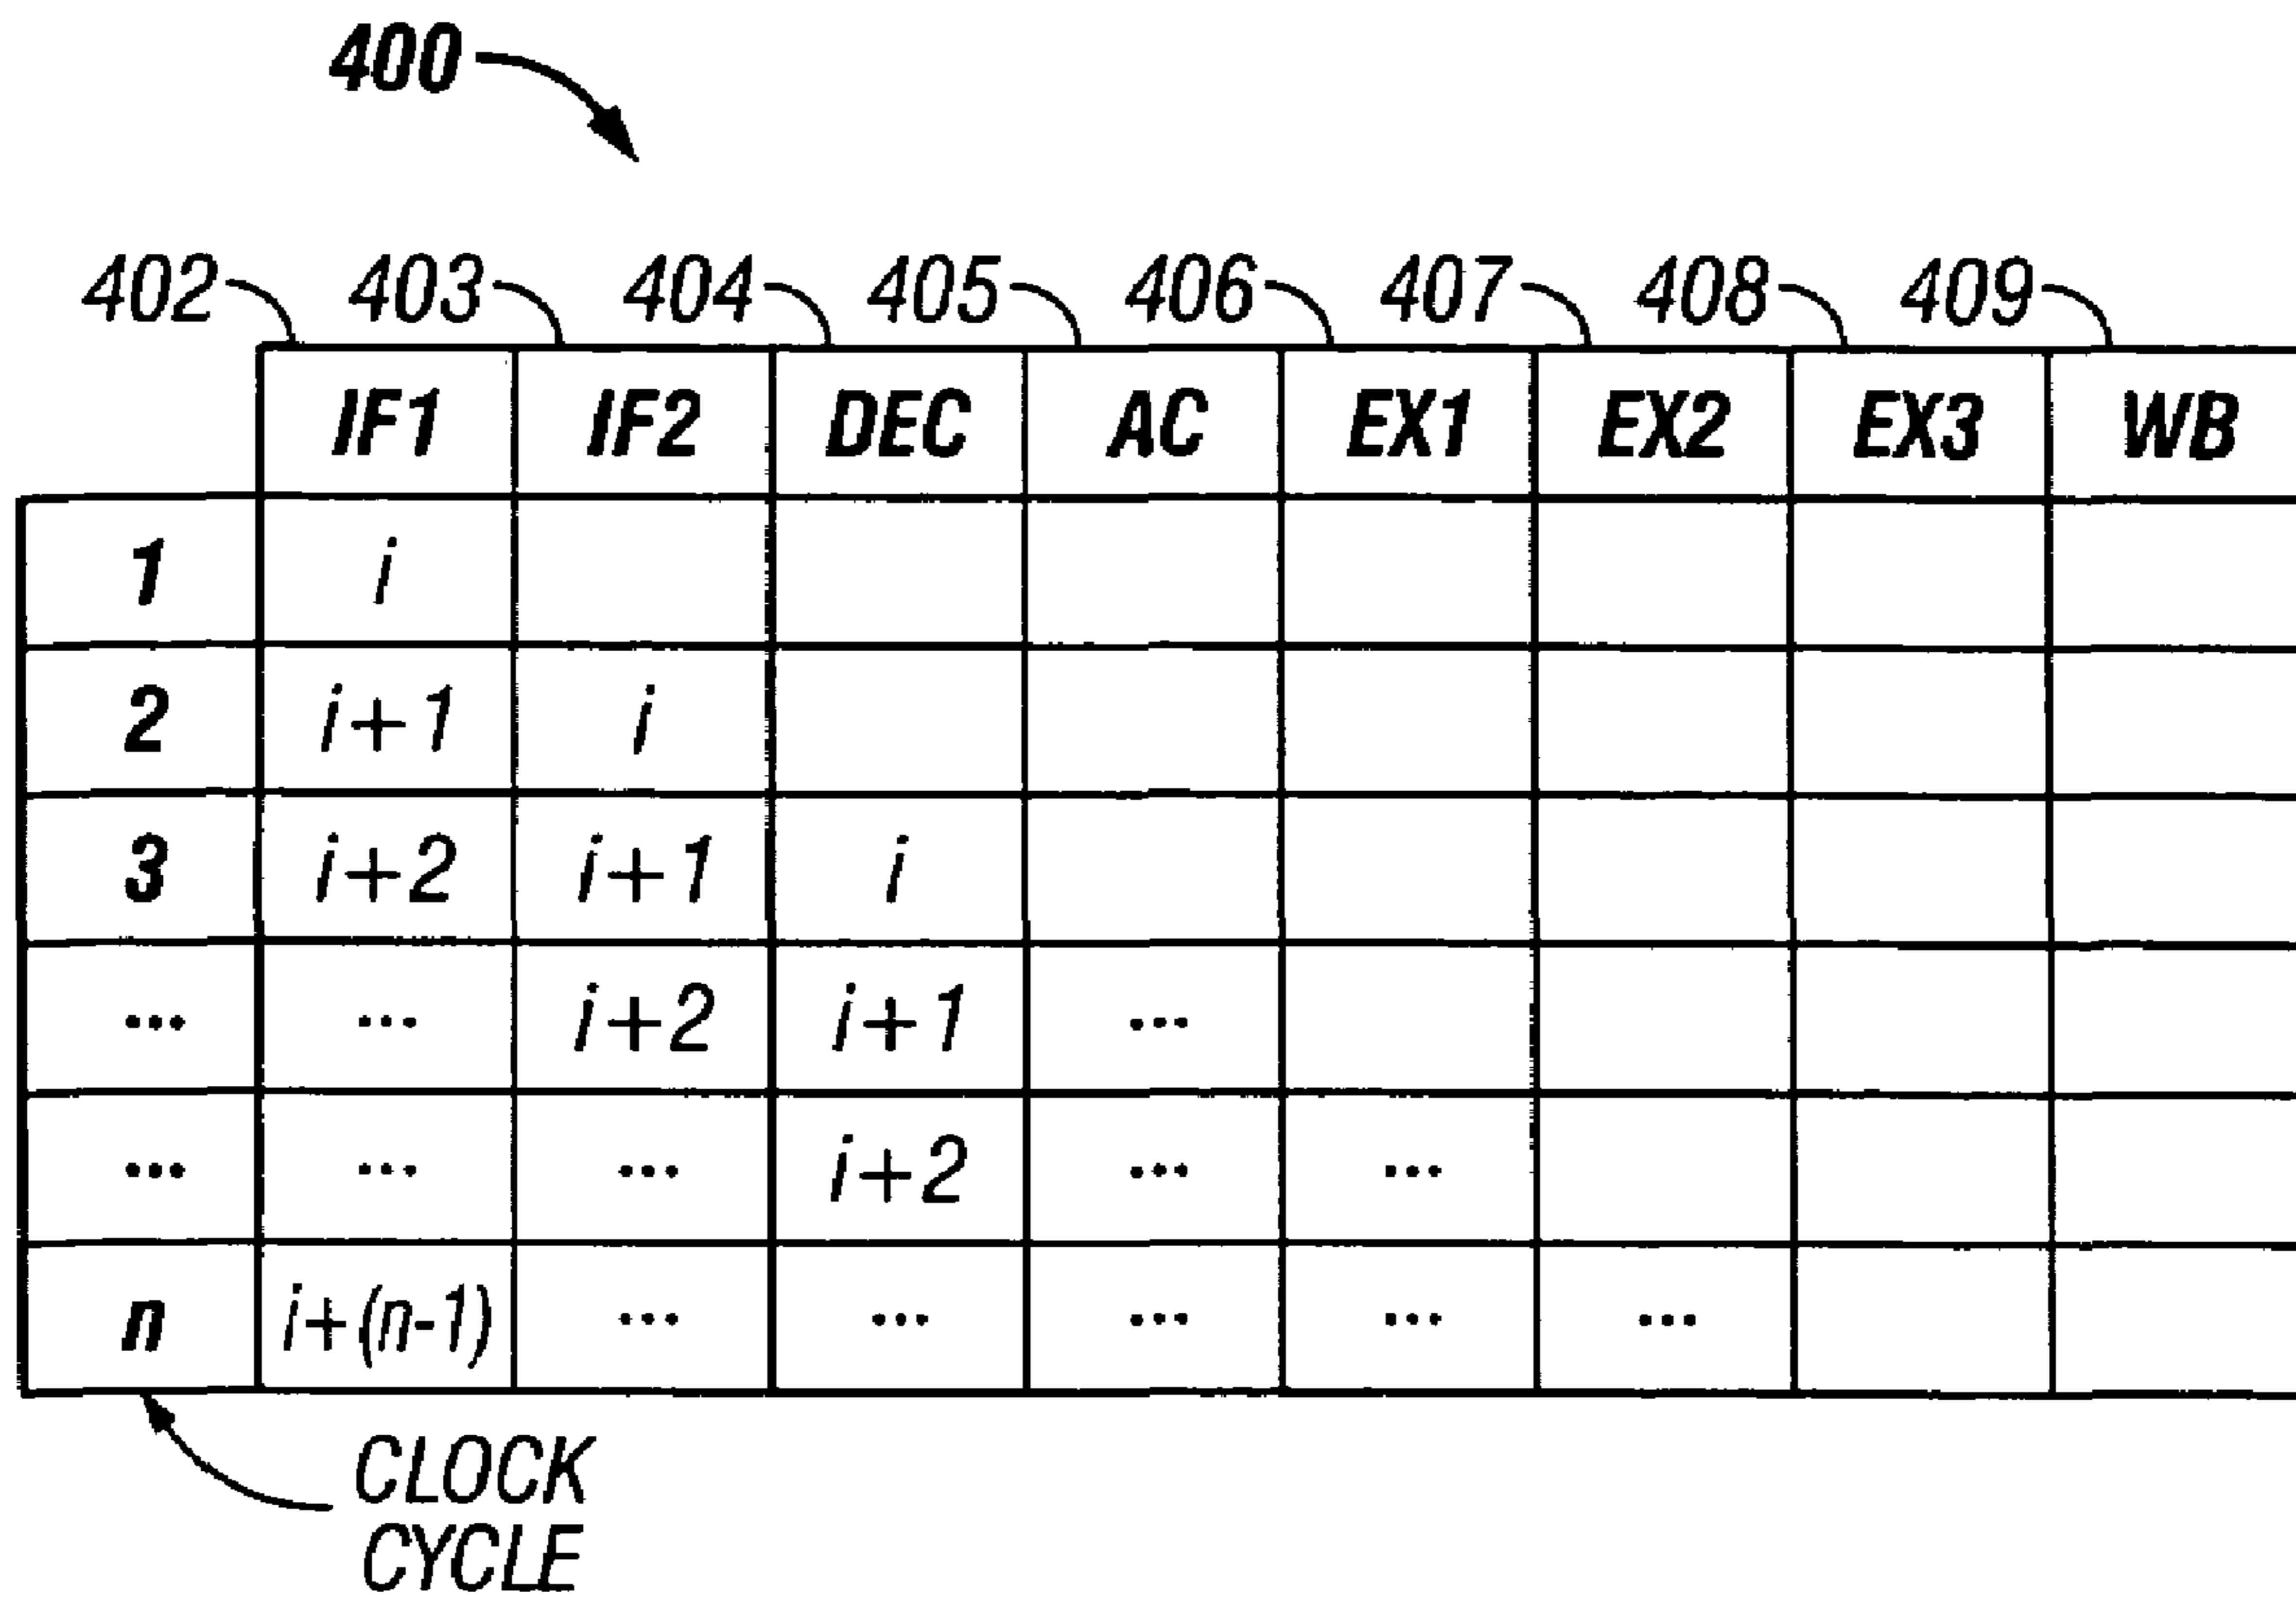 400
402 403 404 405 406 407 408 409
IF1 IF2 DEC AC EX1 EX2 EX3 WB
1 i
2 i+1 i
3 i+2 i+1 i
... ... i+2 i+1 ...
... ... ... i+2 ... ...
n i+(n-1) ... ... ... ... ...
CLOCK
CYCLE